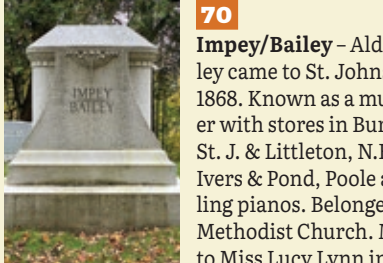 70
Impey/Bailey – Ald
ley came to St. John
1868. Known as a mu
er with stores in Bur
St. J. & Littleton, N.
Ivers & Pond, Poole
ling pianos. Belonge
Methodist Church.
to Miss Lucy Lynn in
IMPEY
BAILEY